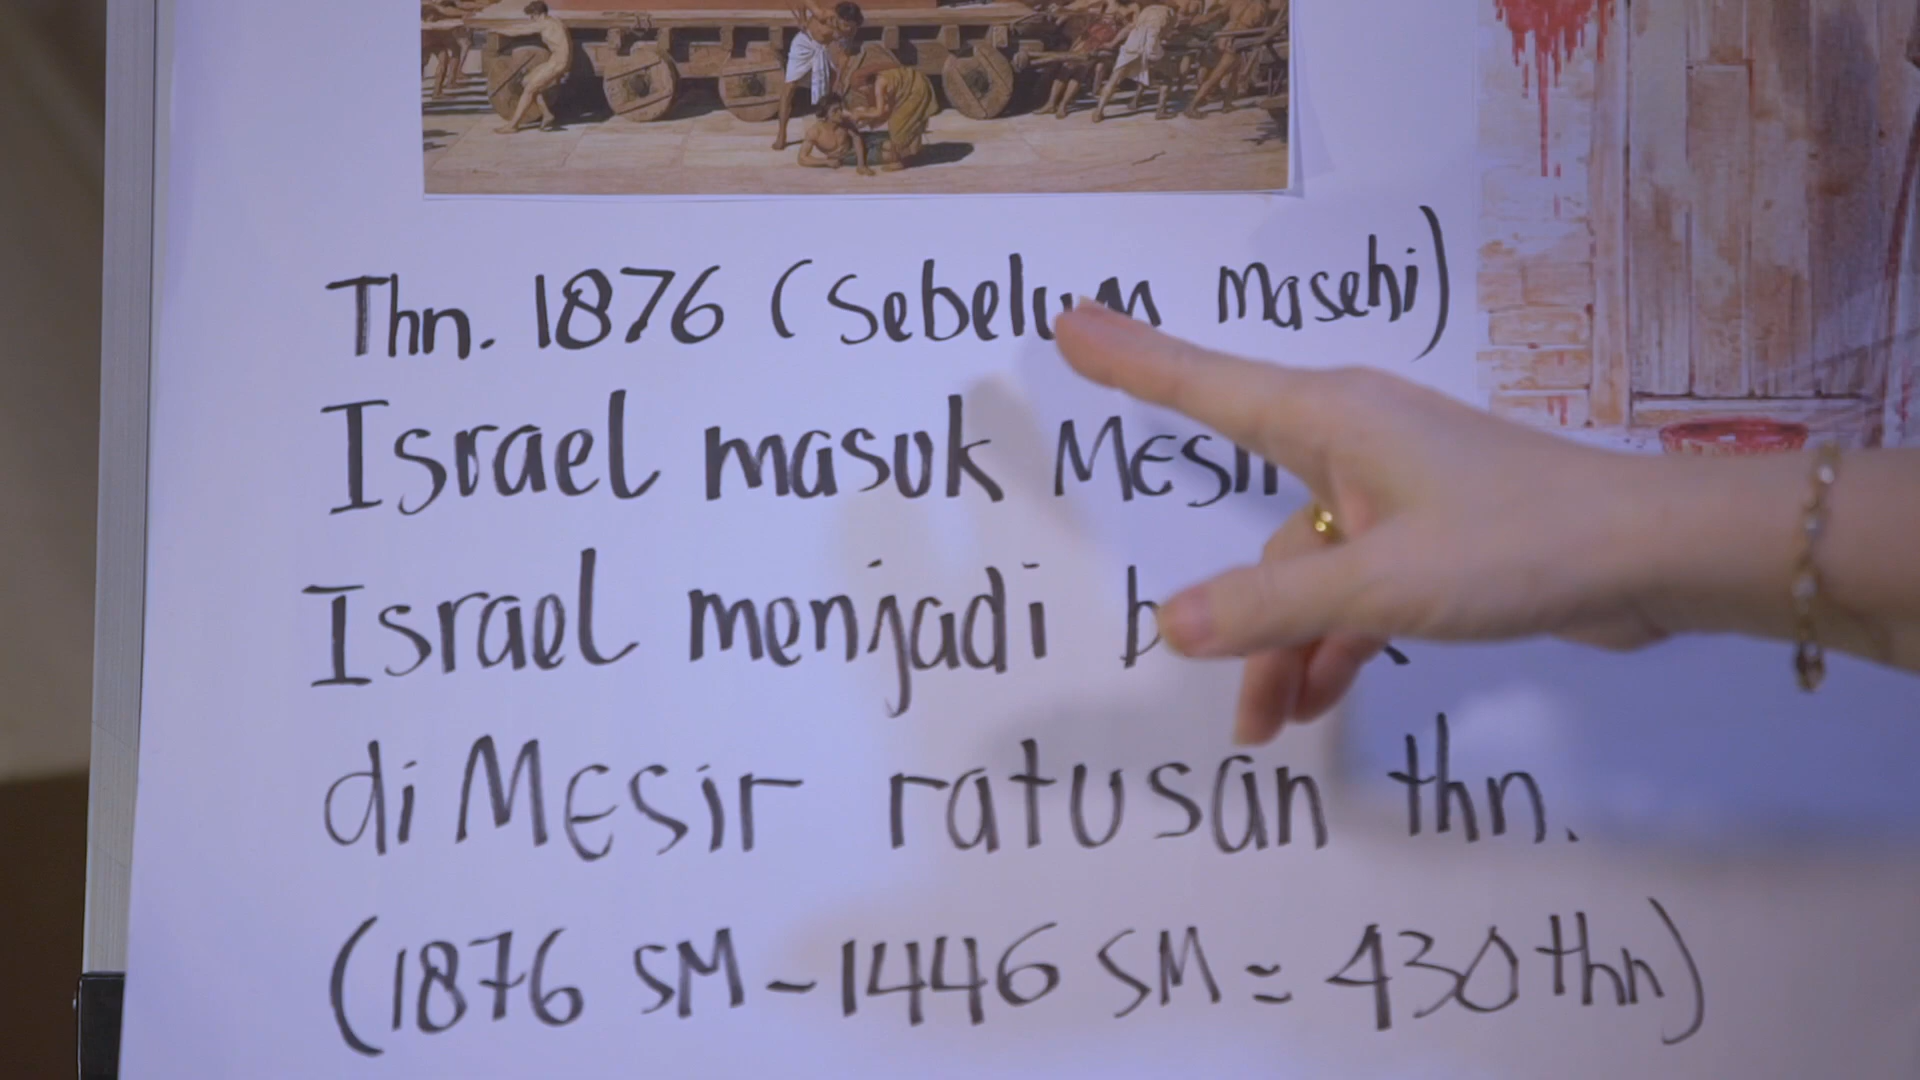 Thn. 1876 (Sebelum Masehi)
Israel masuk Mesir
Israel menjadi
di Mesir ratusan thn.
(1876 SM - 1446 SM = 430 thn)